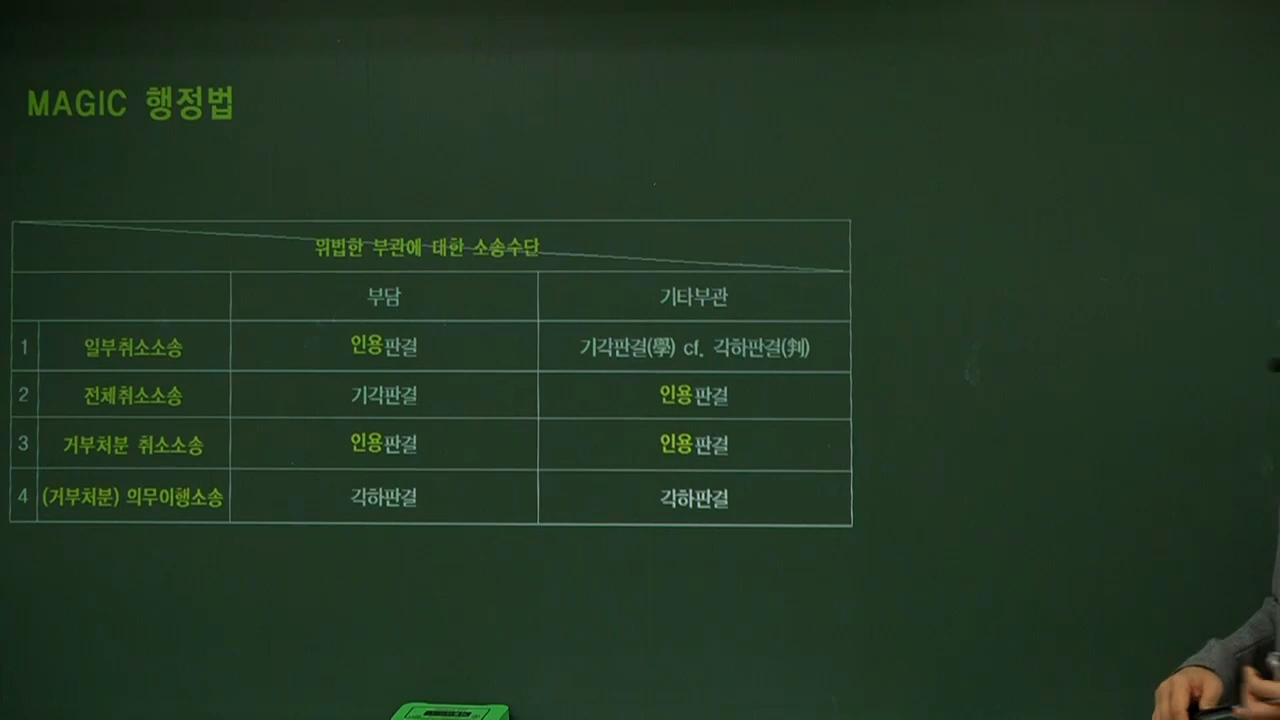 MAGIC 행정법
위법한 부관에 대한 소송수단
부담 기타부관
1 일부취소소송 인용판결 기각판결(學) cf. 각하판결(判)
2 전체취소소송 기각판결 인용판결
3 거부처분 취소소송 인용판결 인용판결
4 (거부처분) 의무이행소송 각하판결 각하판결